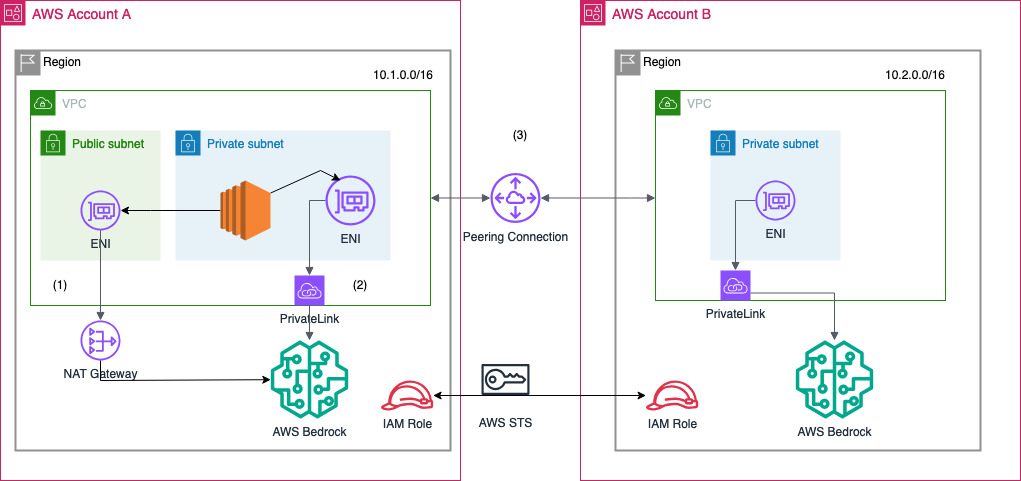 AWS Account A
AWS Account B
Region
Region
10.1.0.0/16
10.2.0.0/16
VPC
VPC
Public subnet
Private subnet
Private subnet
(3)
ENI
ENI
ENI
Peering Connection
(1)
(2)
PrivateLink
PrivateLink
NAT Gateway
AWS Bedrock
IAM Role
AWS STS
IAM Role
AWS Bedrock